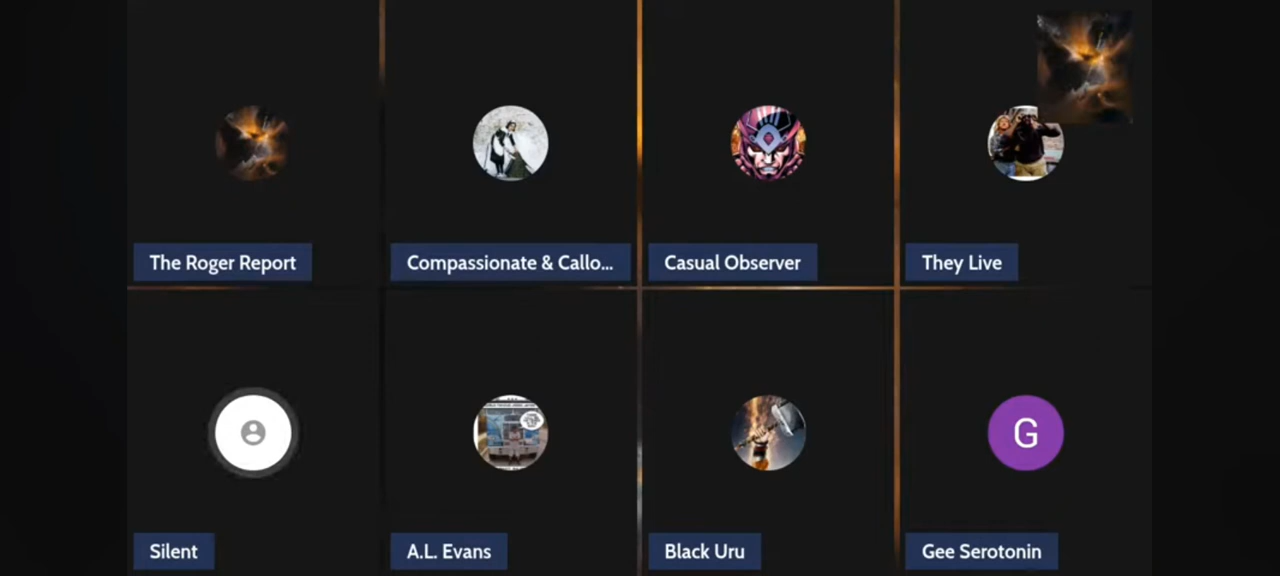 The Roger Report
Compassionate & Callo...
Casual Observer
They Live
Silent
A.L. Evans
Black Uru
G
Gee Serotonin